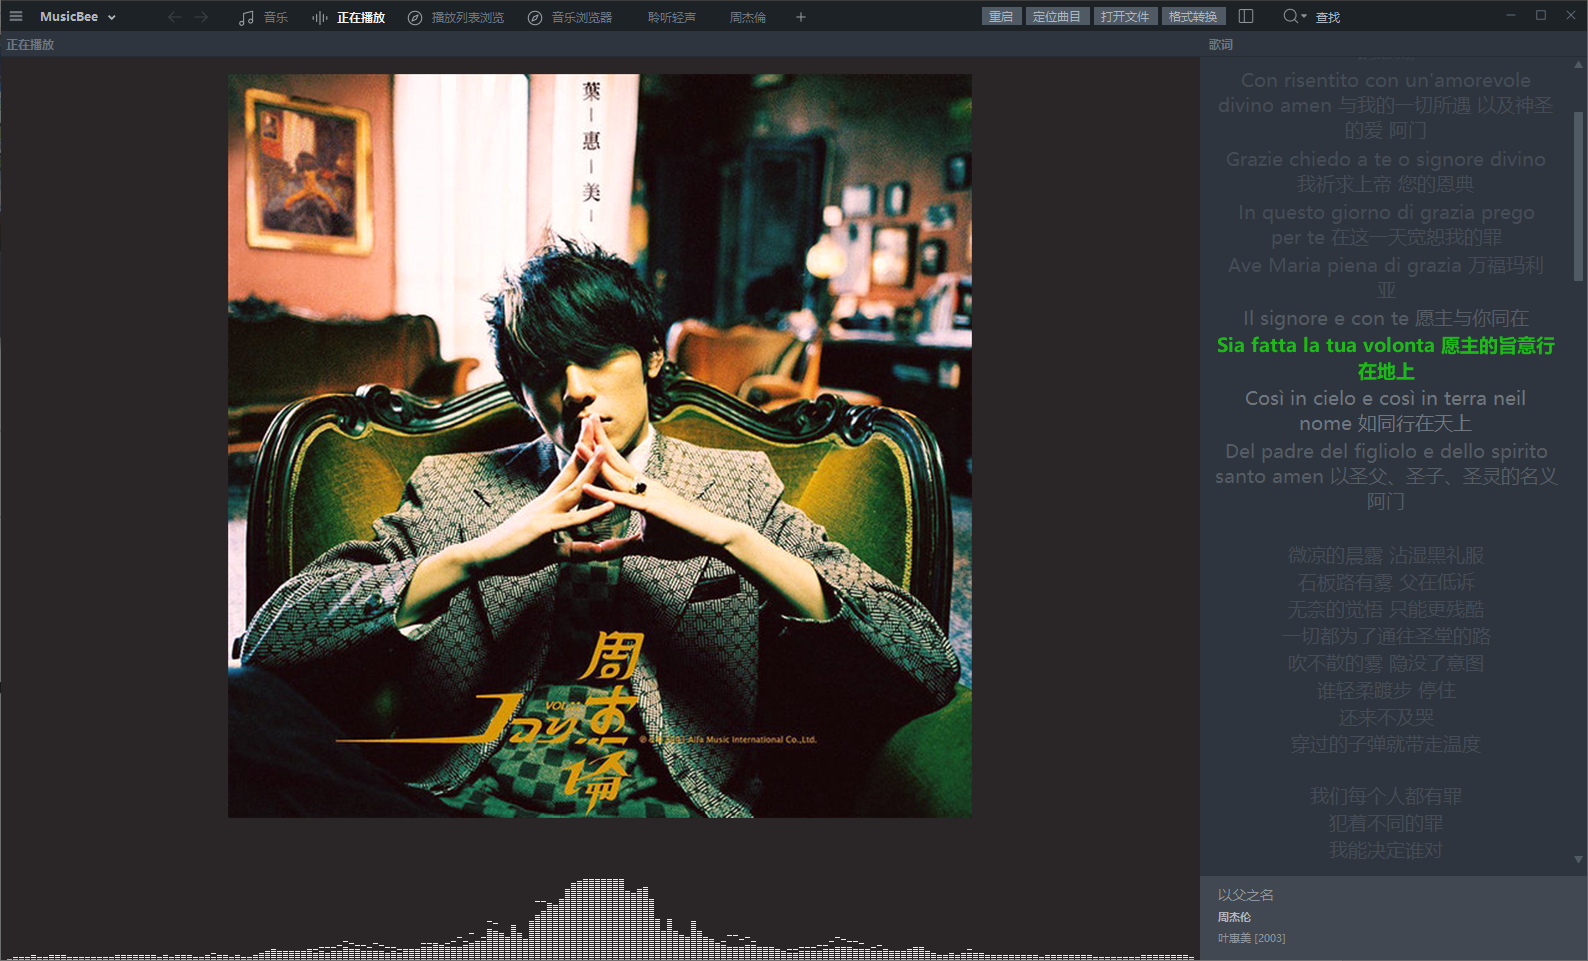 MusicBee
音乐
正在播放
播放列表浏览
音乐浏览器
聆听轻声
周杰倫
重启
定位曲目
打开文件
格式转换
查找
正在播放
歌词
葉
惠
美
周
杰
倫
Jay
Alfa Music International Co.,Ltd.
Con risentito con un'amorevole
divino amen 与我的一切所遇 以及神圣
的爱 阿门
Grazie chiedo a te o signore divino
我祈求上帝 您的恩典
In questo giorno di grazia prego
per te 在这一天宽恕我的罪
Ave Maria piena di grazia 万福玛利
亚
Il signore e con te 愿主与你同在
Sia fatta la tua volonta 愿主的旨意行
在地上
Così in cielo e così in terra neil
nome 如同行在天上
Del padre del figliolo e dello spirito
santo amen 以圣父、圣子、圣灵的名义
阿门
微凉的晨露 沾湿黑礼服
石板路有雾 父在低诉
无奈的觉悟 只能更残酷
一切都为了通往圣堂的路
吹不散的雾 隐没了意图
谁轻柔踱步 停住
还来不及哭
穿过的子弹就带走温度
我们每个人都有罪
犯着不同的罪
我能决定谁对
以父之名
周杰伦
叶惠美 [2003]